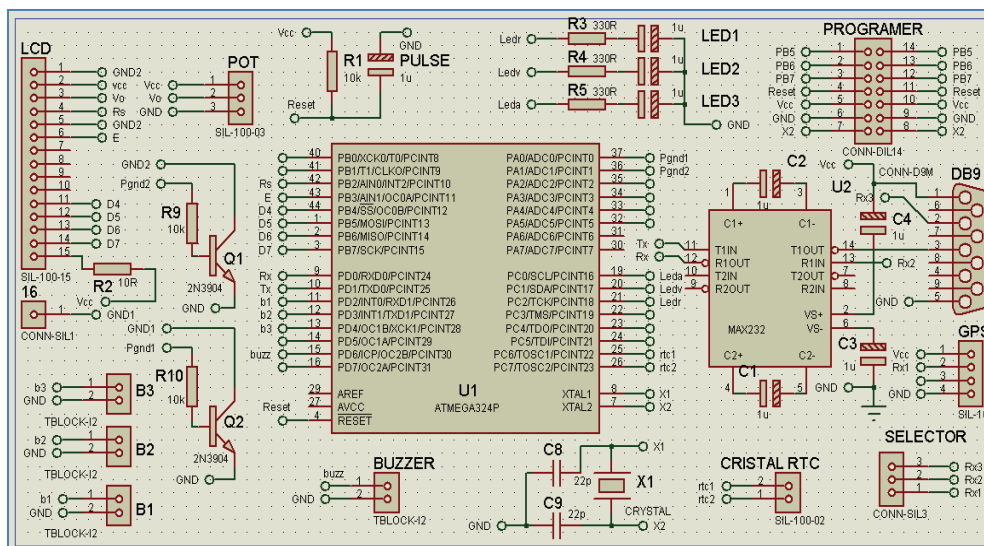 LCD
1 GND2
2 vcc
3 Vo
4 Rs
5 GND2
6 E
7
8
9
10
11 D4
12 D5
13 D6
14 D7
15
SIL-100-15
R2
10R
Vcc
16
1 GND1
CONN-SIL1
POT
Vcc 1
Vo 2
GND 3
SIL-100-03
Vcc
R1
10k
Reset
GND
PULSE
1u
Ledr R3 330R 1u LED1
Ledv R4 330R 1u LED2
Leda R5 330R 1u LED3
GND
PROGRAMER
PB5 1 14 PB5
PB6 2 13 PB6
PB7 3 12 PB7
Reset 4 11 Reset
Vcc 5 10 Vcc
GND 6 9 GND
X2 7 8 X2
CONN-DIL14
GND2
Pgnd2
R9
10k
Q1
2N3904
GND
GND1
Pgnd1
R10
10k
Q2
2N3904
GND
40 PB0/XCK0/T0/PCINT8
41 PB1/T1/CLKO/PCINT9
Rs 42 PB2/AIN0/INT2/PCINT10
E 43 PB3/AIN1/OC0A/PCINT11
D4 44 PB4/SS/OC0B/PCINT12
D5 1 PB5/MOSI/PCINT13
D6 2 PB6/MISO/PCINT14
D7 3 PB7/SCK/PCINT15
Rx 9 PD0/RXD0/PCINT24
Tx 10 PD1/TXD0/PCINT25
b1 11 PD2/INT0/RXD1/PCINT26
b2 12 PD3/INT1/TXD1/PCINT27
b3 13 PD4/OC1B/XCK1/PCINT28
14 PD5/OC1A/PCINT29
buzz 15 PD6/ICP/OC2B/PCINT30
16 PD7/OC2A/PCINT31
29 AREF
27 AVCC
Reset 4 RESET
PA0/ADC0/PCINT0 37 Pgnd1
PA1/ADC1/PCINT1 36 Pgnd2
PA2/ADC2/PCINT2 35
PA3/ADC3/PCINT3 34
PA4/ADC4/PCINT4 33
PA5/ADC5/PCINT5 32
PA6/ADC6/PCINT6 31
PA7/ADC7/PCINT7 30
PC0/SCL/PCINT16 19 Leda
PC1/SDA/PCINT17 20 Ledv
PC2/TCK/PCINT18 21 Ledr
PC3/TMS/PCINT19 22
PC4/TDO/PCINT20 23
PC5/TDI/PCINT21 24
PC6/TOSC1/PCINT22 25 rtc1
PC7/TOSC2/PCINT23 26 rtc2
XTAL1 8 X1
XTAL2 7 X2
U1
ATMEGA324P
C2
1u
1 3
U2
C1+ C1-
Tx 11 T1IN T1OUT 14
Rx 12 R1OUT R1IN 13 Rx2
10 T2IN T2OUT 7
9 R2OUT R2IN 8
VS+ 2
VS- 6
MAX232
C2+ C2-
4 5
C1
1u
Vcc
Rx3
C4
1u
C3
1u
GND
CONN-D9M
DB9
1
6
2
7
3
8
4
9
5
GND
GPS
Vcc 1
Rx1 2
3
GND 4
SIL-10
b3 1
GND 2
B3
TBLOCK-I2
b2 1
GND 2
B2
TBLOCK-I2
b1 1
GND 2
B1
TBLOCK-I2
BUZZER
buzz 1
GND 2
TBLOCK-I2
C8
22p
C9
22p
GND
X1
X1
CRYSTAL
X2
CRISTAL RTC
rtc1 2
rtc2 1
SIL-100-02
SELECTOR
3 Rx3
2 Rx2
1 Rx1
CONN-SIL3